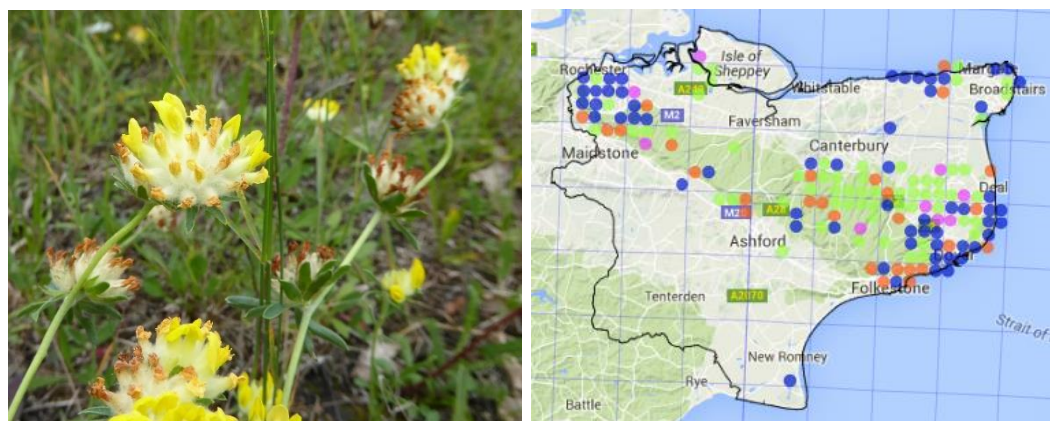 Rochester
Isle of
Sheppey
Margate
A249
Whitstable
Broadstairs
M2
Faversham
Canterbury
Maidstone
Deal
M20
A28
Ashford
Dover
Folkestone
Tenterden
A2070
Strait of
New Romney
Rye
Battle